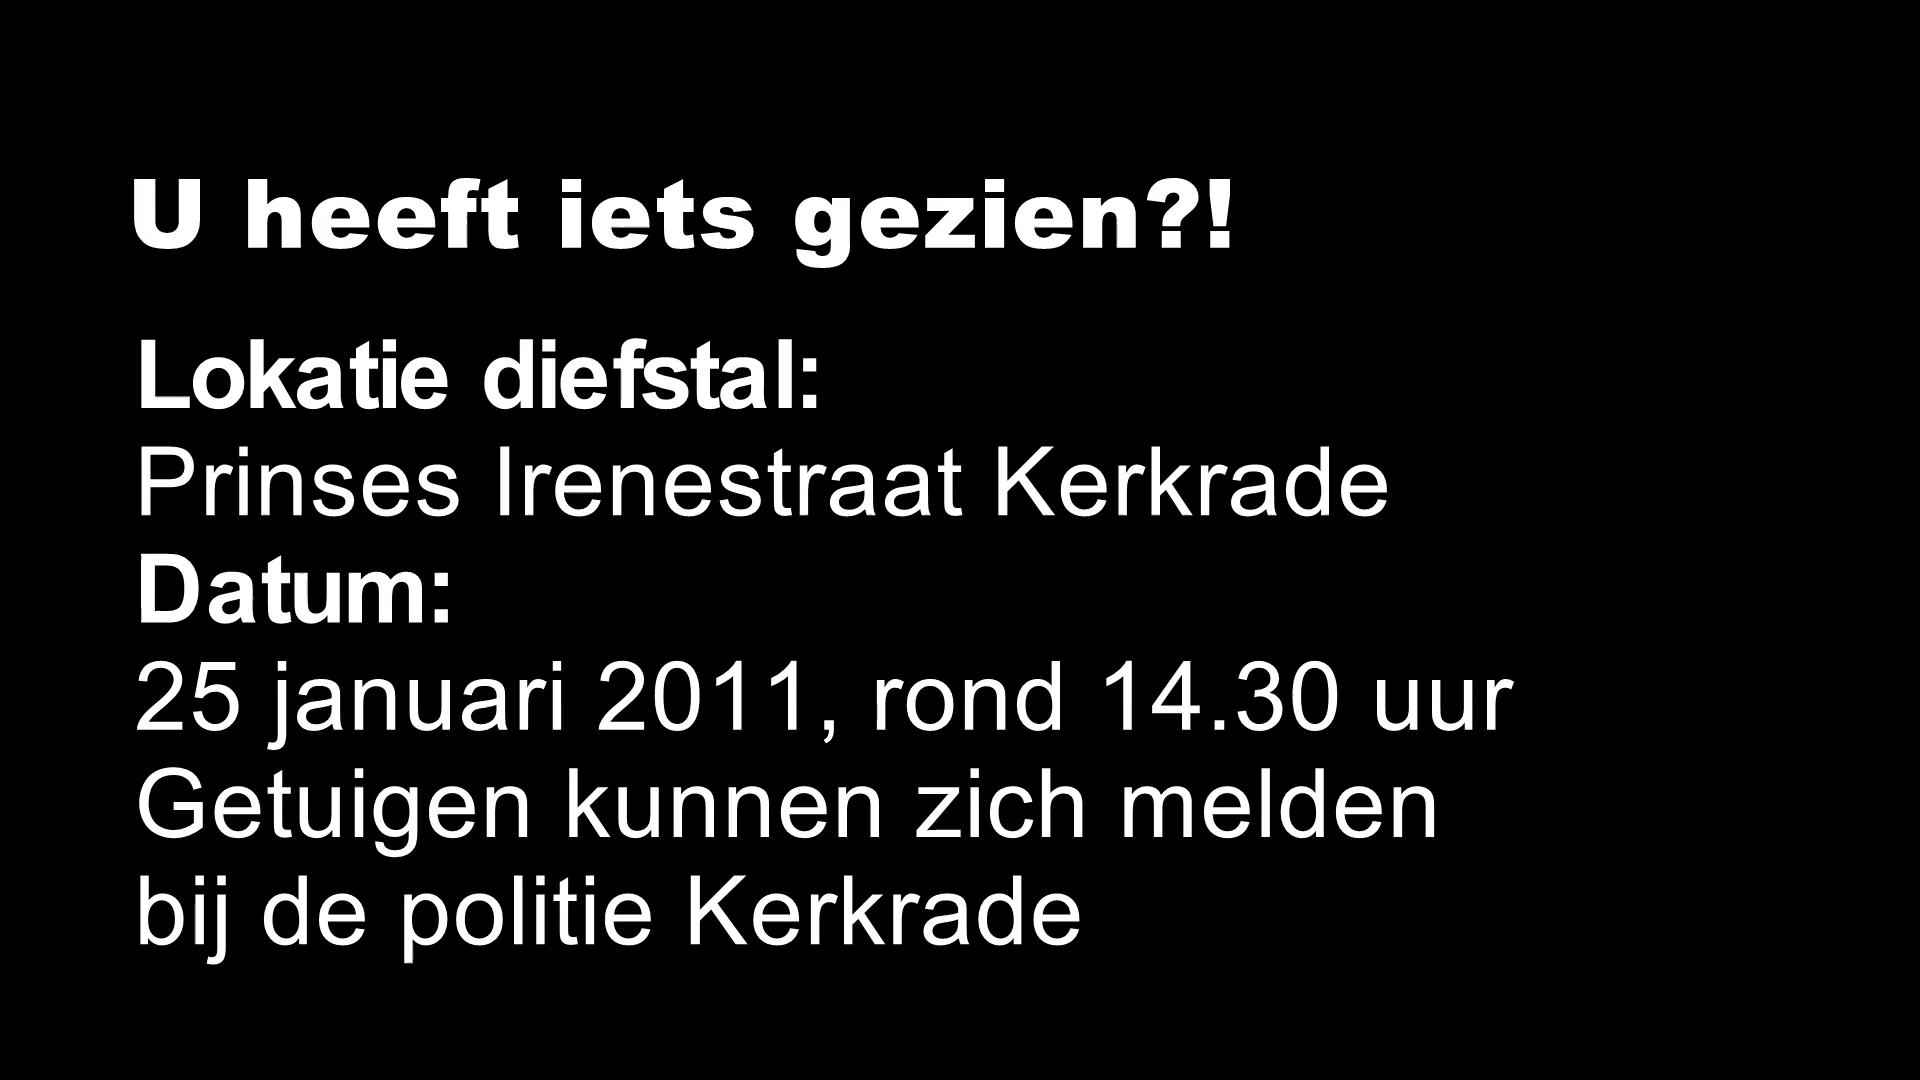 U heeft iets gezien?!
Lokatie diefstal:
Prinses Irenestraat Kerkrade
Datum:
25 januari 2011, rond 14.30 uur
Getuigen kunnen zich melden
bij de politie Kerkrade